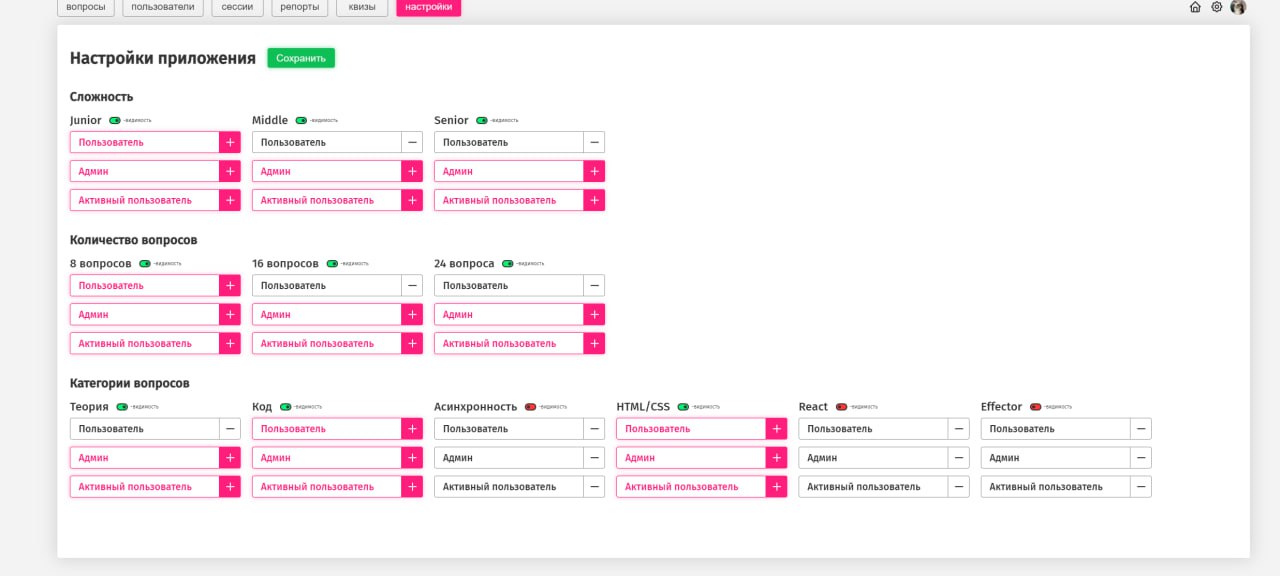 вопросы пользователи сессии репорты квизы настройки
Настройки приложения Сохранить
Сложность
Junior -видимость Middle -видимость Senior -видимость
Пользователь + Пользователь − Пользователь −
Админ + Админ + Админ +
Активный пользователь + Активный пользователь + Активный пользователь +
Количество вопросов
8 вопросов -видимость 16 вопросов -видимость 24 вопроса -видимость
Пользователь + Пользователь − Пользователь −
Админ + Админ + Админ +
Активный пользователь + Активный пользователь + Активный пользователь +
Категории вопросов
Теория -видимость Код -видимость Асинхронность -видимость HTML/CSS -видимость React -видимость Effector -видимость
Пользователь − Пользователь + Пользователь − Пользователь + Пользователь − Пользователь −
Админ + Админ + Админ − Админ + Админ − Админ −
Активный пользователь + Активный пользователь + Активный пользователь − Активный пользователь + Активный пользователь − Активный пользователь −